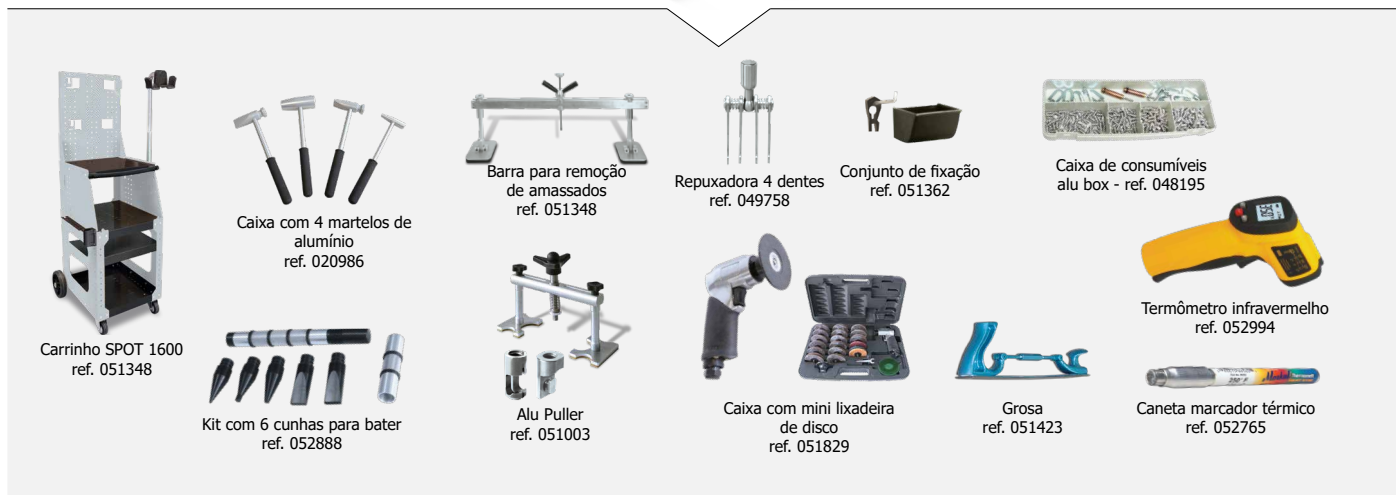 Carrinho SPOT 1600
ref. 051348
Caixa com 4 martelos de
alumínio
ref. 020986
Kit com 6 cunhas para bater
ref. 052888
Barra para remoção
de amassados
ref. 051348
Alu Puller
ref. 051003
Repuxadora 4 dentes
ref. 049758
Conjunto de fixação
ref. 051362
Caixa de consumíveis
alu box - ref. 048195
Caixa com mini lixadeira
de disco
ref. 051829
Grosa
ref. 051423
Termômetro infravermelho
ref. 052994
Caneta marcador térmico
ref. 052765